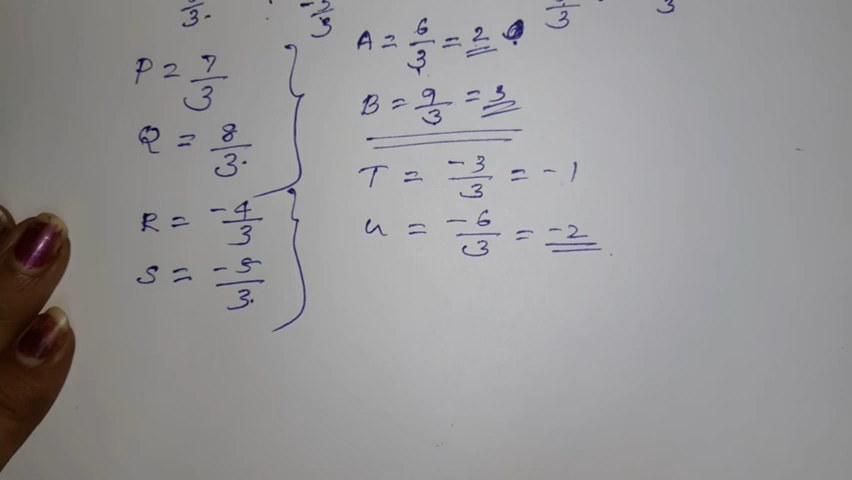 A = 6/3 = 2
P = 7/3
B = 9/3 = 3
Q = 8/3
T = -3/3 = -1
R = -4/3
U = -6/3 = -2
S = -5/3